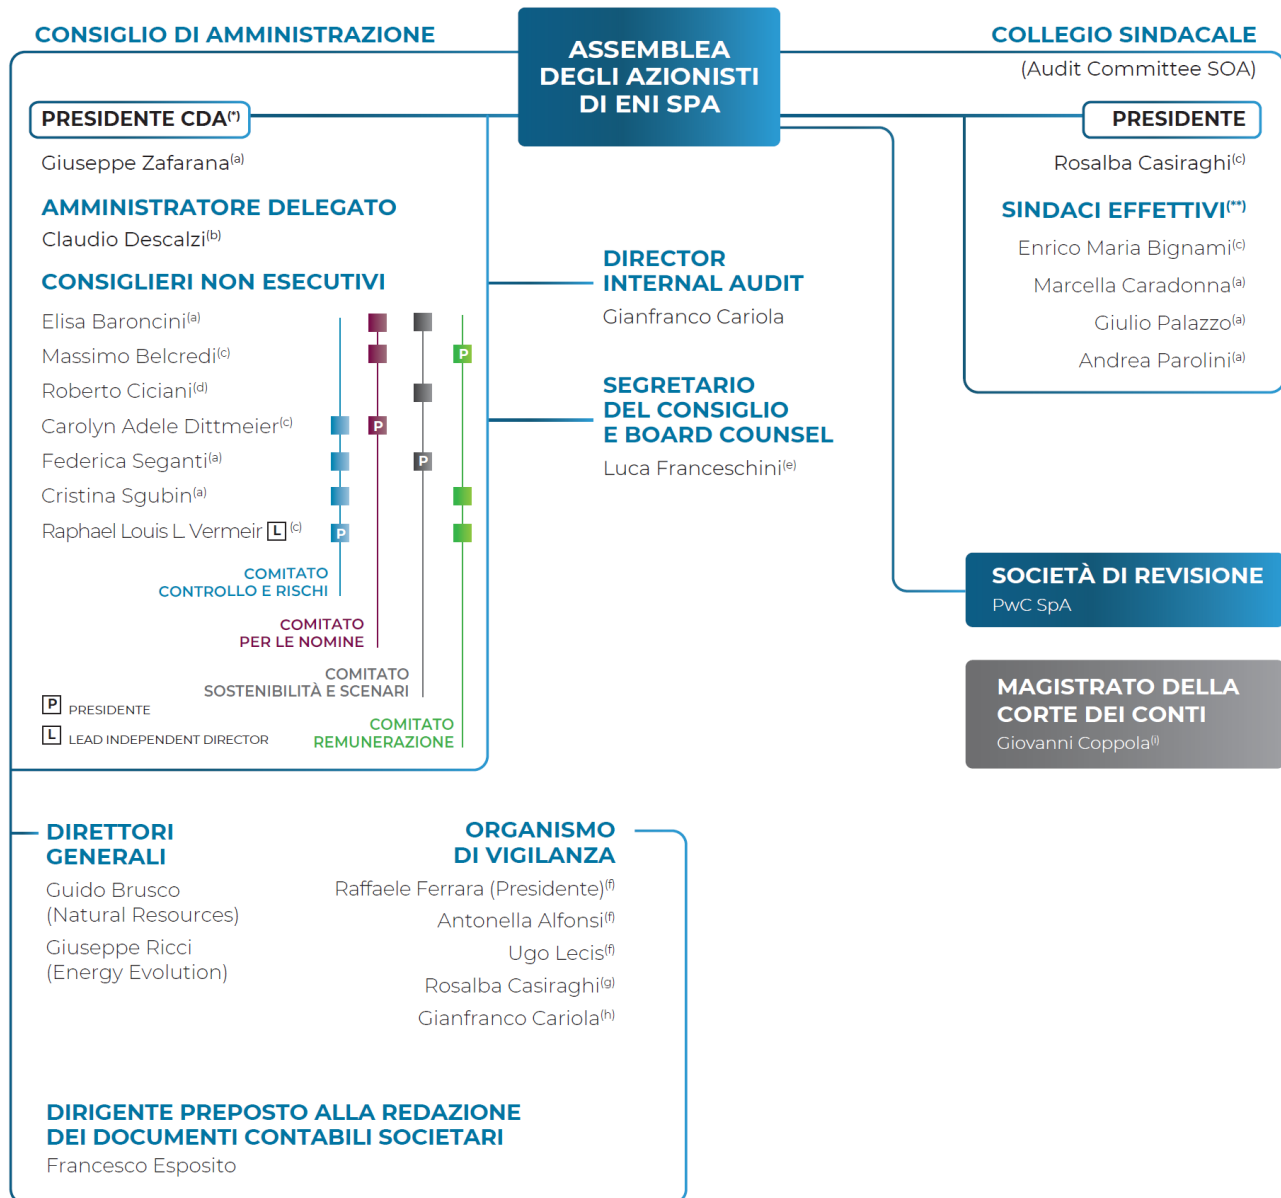 CONSIGLIO DI AMMINISTRAZIONE
ASSEMBLEA
DEGLI AZIONISTI
DI ENI SPA
COLLEGIO SINDACALE
(Audit Committee SOA)
PRESIDENTE CDA(*)
Giuseppe Zafarana(a)
AMMINISTRATORE DELEGATO
Claudio Descalzi(b)
CONSIGLIERI NON ESECUTIVI
Elisa Baroncini(a)
Massimo Belcredi(c)
P
Roberto Ciciani(d)
Carolyn Adele Dittmeier(c)
P
Federica Seganti(a)
P
Cristina Sgubin(a)
Raphael Louis L. Vermeir L (c)
P
COMITATO
CONTROLLO E RISCHI
COMITATO
PER LE NOMINE
COMITATO
SOSTENIBILITÀ E SCENARI
COMITATO
REMUNERAZIONE
P PRESIDENTE
L LEAD INDEPENDENT DIRECTOR
DIRECTOR
INTERNAL AUDIT
Gianfranco Cariola
SEGRETARIO
DEL CONSIGLIO
E BOARD COUNSEL
Luca Franceschini(e)
PRESIDENTE
Rosalba Casiraghi(c)
SINDACI EFFETTIVI(**)
Enrico Maria Bignami(c)
Marcella Caradonna(a)
Giulio Palazzo(a)
Andrea Parolini(a)
SOCIETÀ DI REVISIONE
PwC SpA
MAGISTRATO DELLA
CORTE DEI CONTI
Giovanni Coppola(i)
DIRETTORI
GENERALI
Guido Brusco
(Natural Resources)
Giuseppe Ricci
(Energy Evolution)
ORGANISMO
DI VIGILANZA
Raffaele Ferrara (Presidente)(f)
Antonella Alfonsi(f)
Ugo Lecis(f)
Rosalba Casiraghi(g)
Gianfranco Cariola(h)
DIRIGENTE PREPOSTO ALLA REDAZIONE
DEI DOCUMENTI CONTABILI SOCIETARI
Francesco Esposito